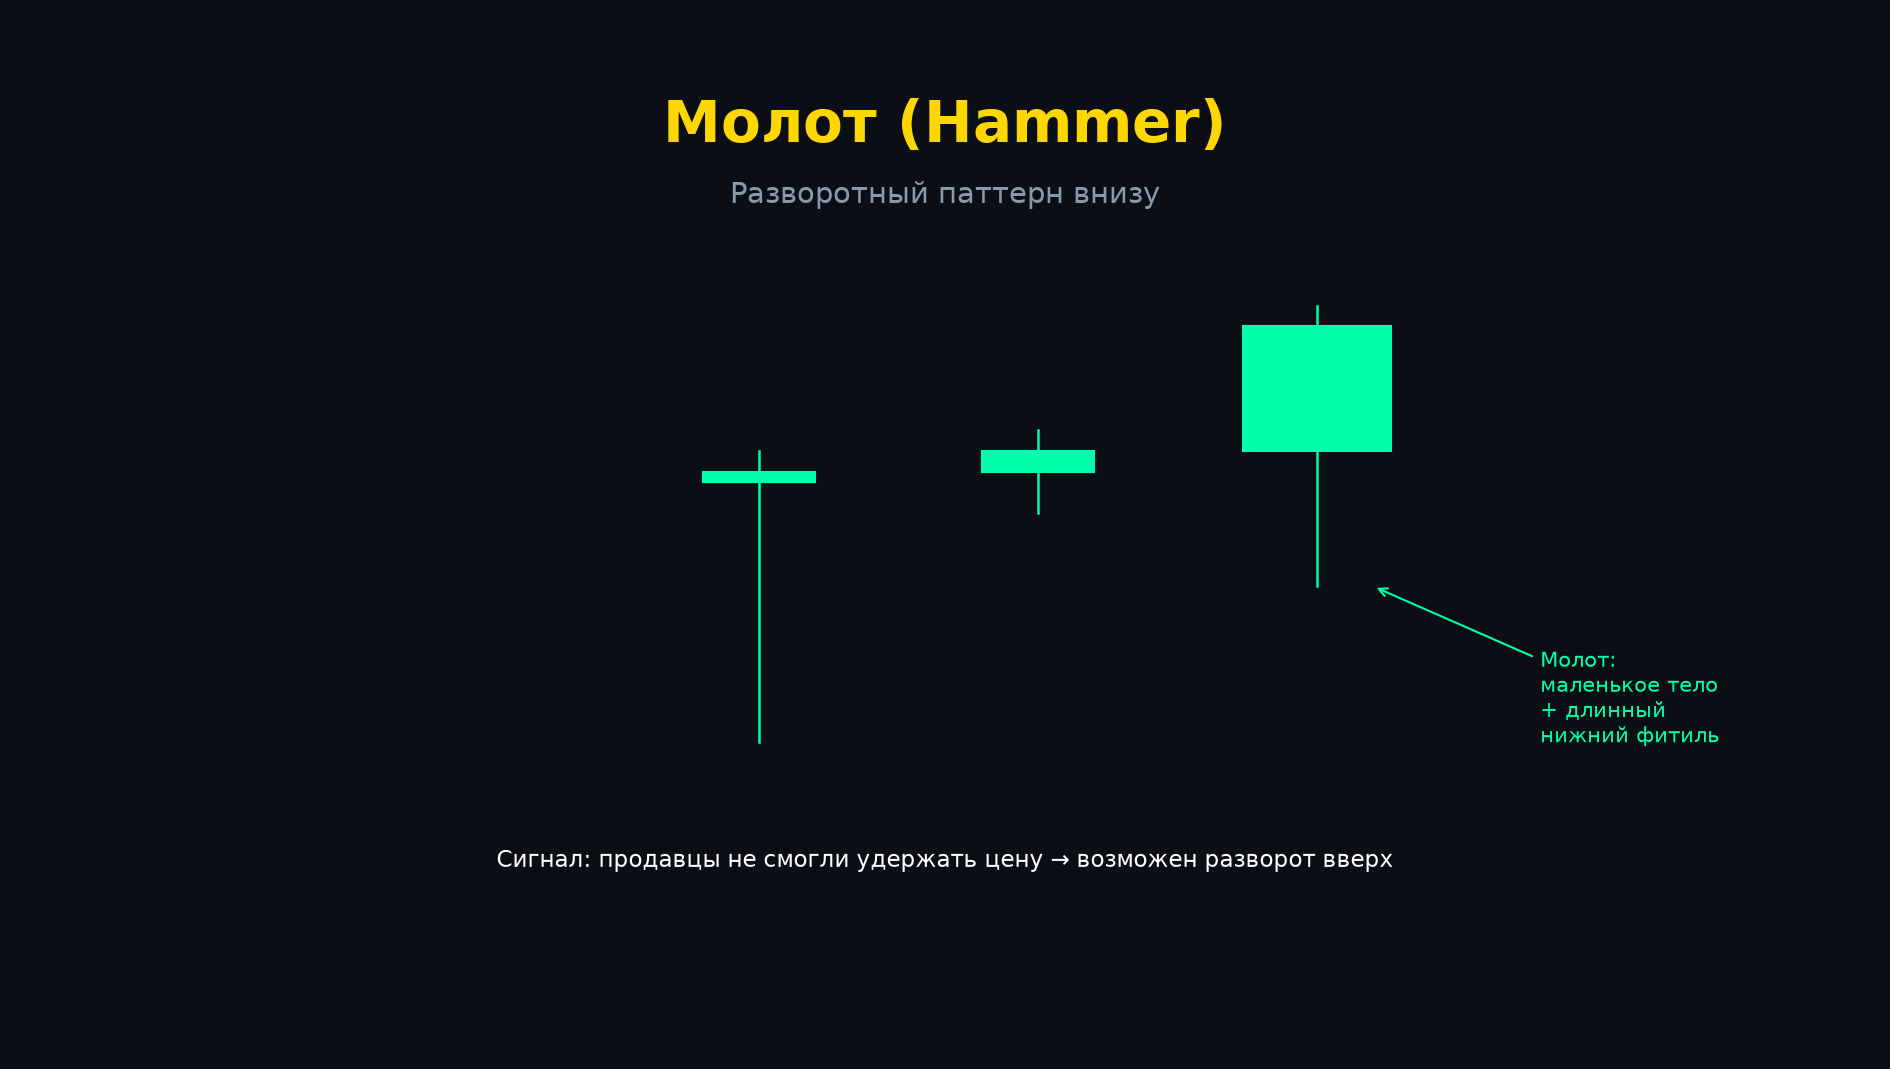 Молот (Hammer)
Разворотный паттерн внизу
Молот:
маленькое тело
+ длинный
нижний фитиль
Сигнал: продавцы не смогли удержать цену → возможен разворот вверх